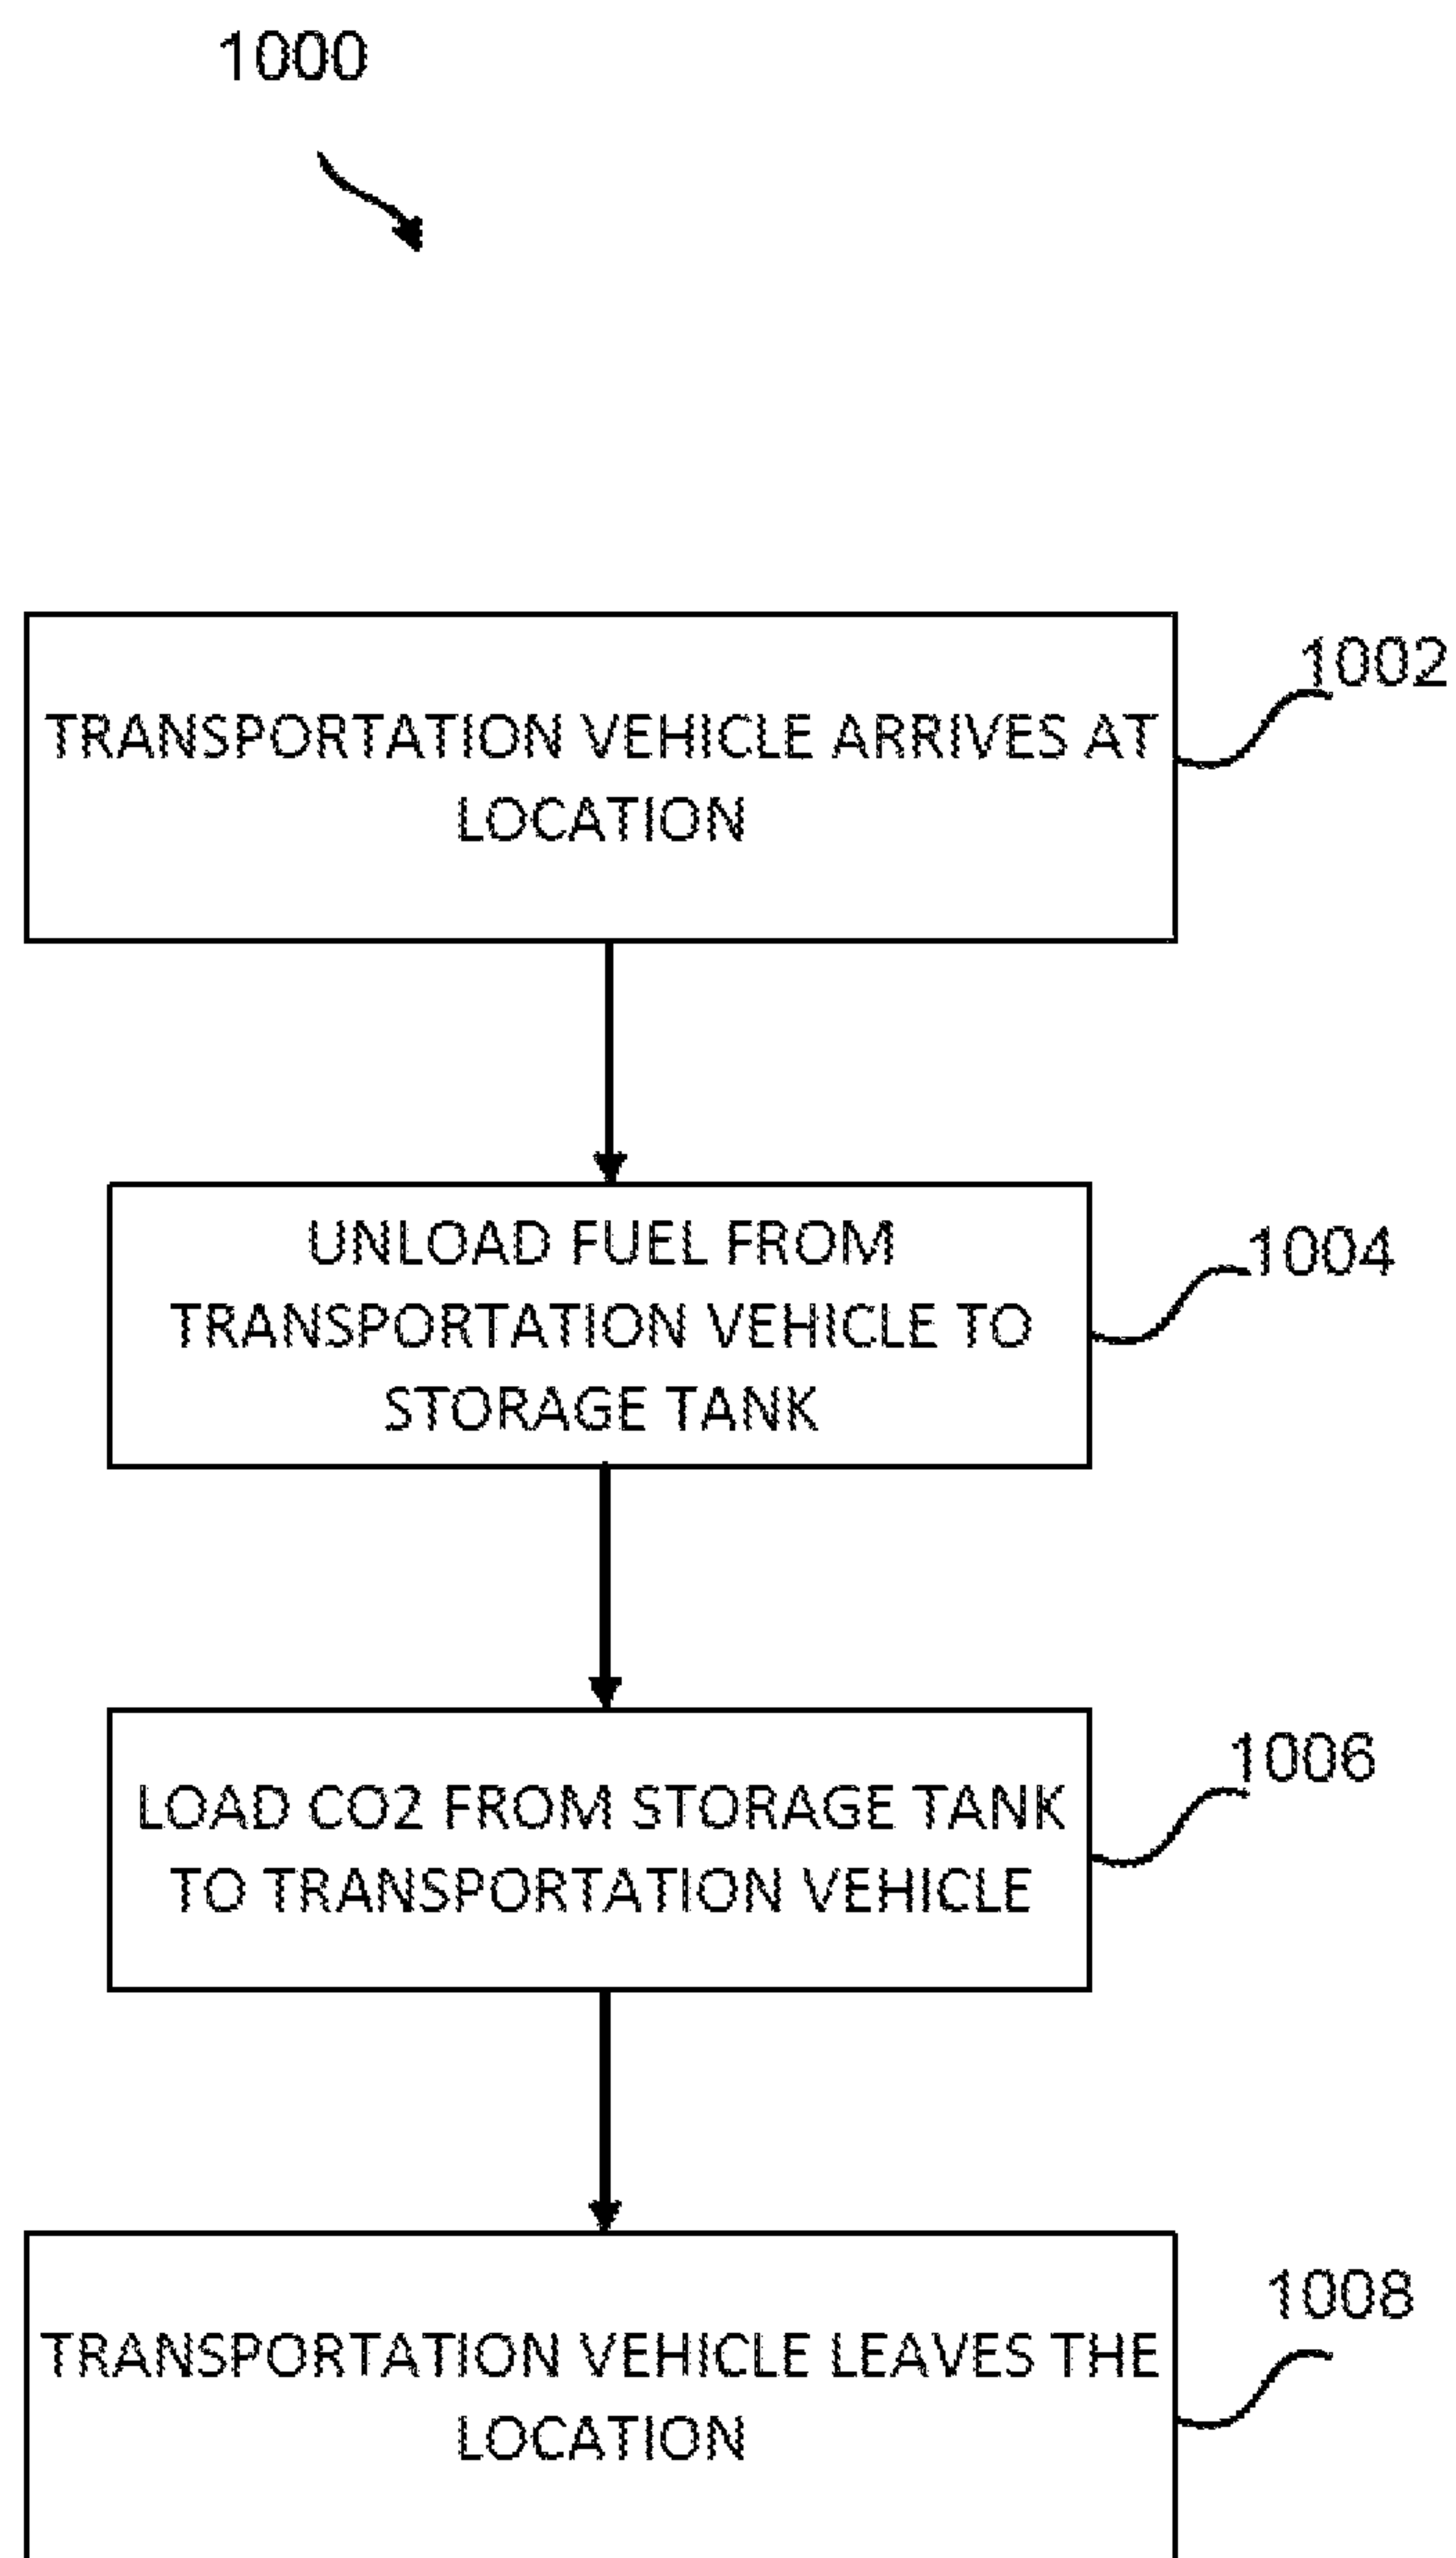 1000
1002
TRANSPORTATION VEHICLE ARRIVES AT
LOCATION
1004
UNLOAD FUEL FROM
TRANSPORTATION VEHICLE TO
STORAGE TANK
1006
LOAD CO2 FROM STORAGE TANK
TO TRANSPORTATION VEHICLE
1008
TRANSPORTATION VEHICLE LEAVES THE
LOCATION